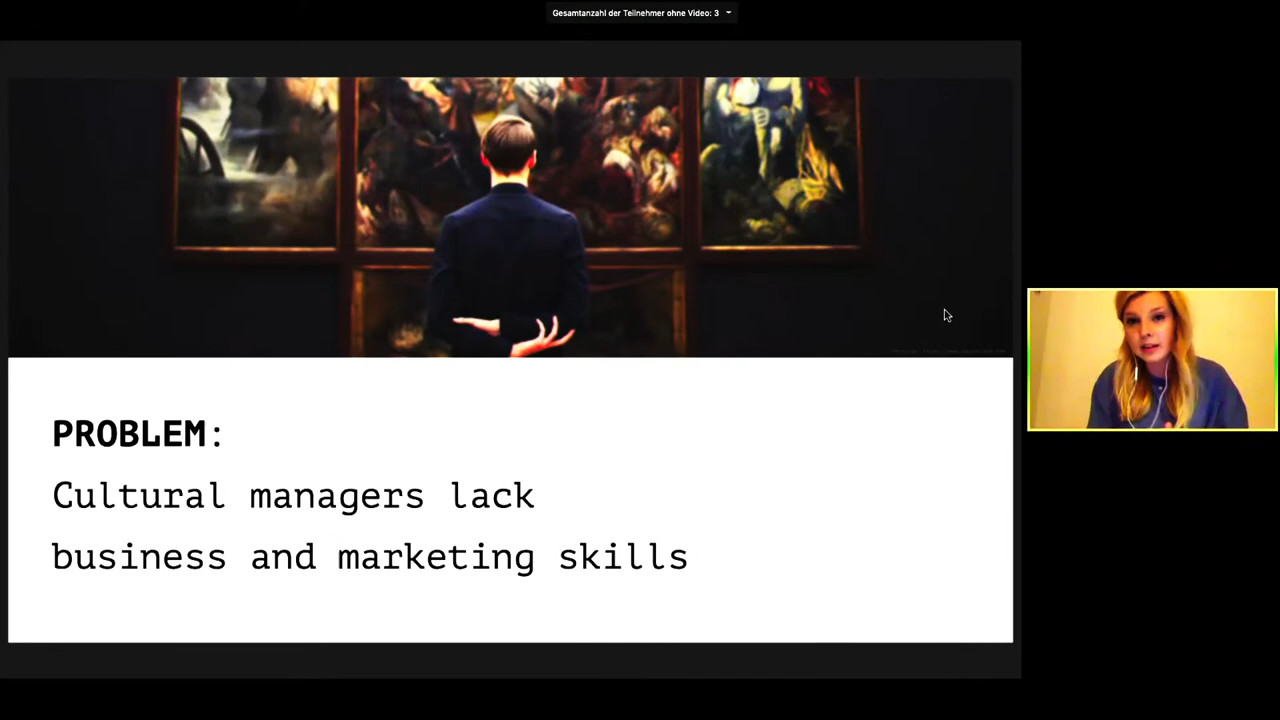 Gesamtanzahl der Teilnehmer ohne Video: 3
PROBLEM:
Cultural managers lack
business and marketing skills